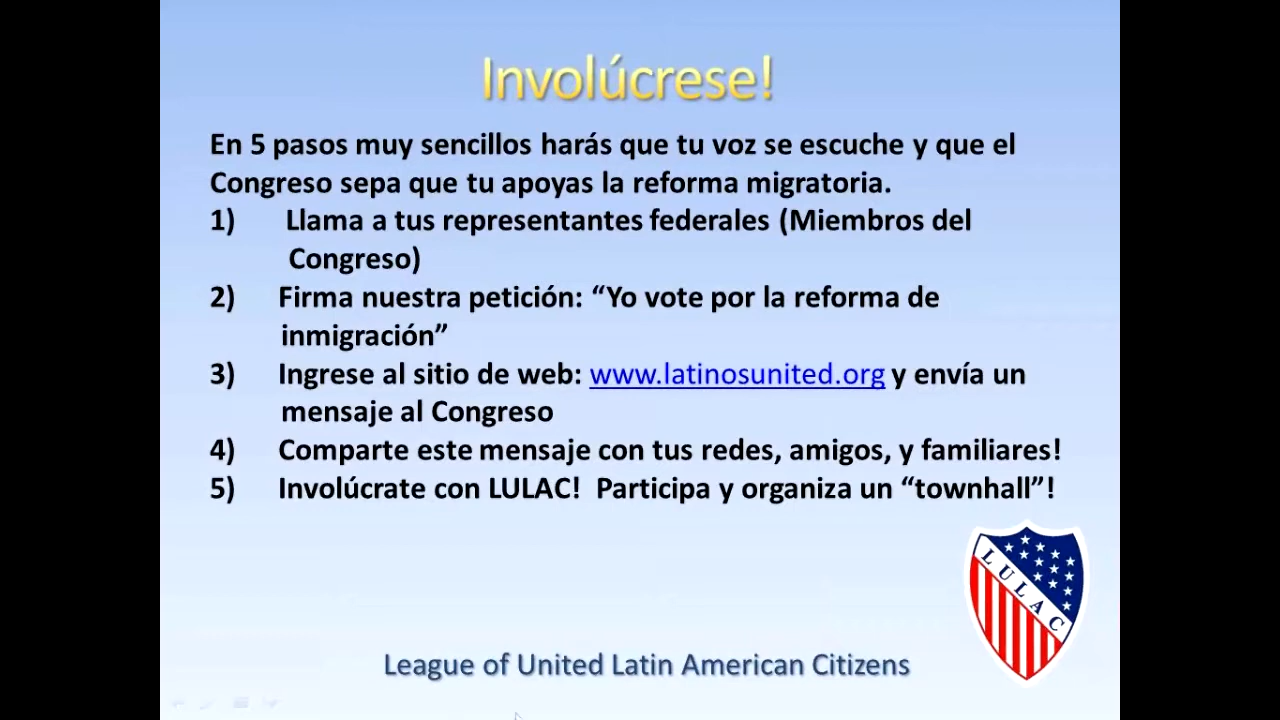 Involúcrese!
En 5 pasos muy sencillos harás que tu voz se escuche y que el
Congreso sepa que tu apoyas la reforma migratoria.
1) Llama a tus representantes federales (Miembros del
Congreso)
2) Firma nuestra petición: “Yo vote por la reforma de
inmigración”
3) Ingrese al sitio de web: www.latinosunited.org y envía un
mensaje al Congreso
4) Comparte este mensaje con tus redes, amigos, y familiares!
5) Involúcrate con LULAC! Participa y organiza un “townhall”!
LULAC
League of United Latin American Citizens